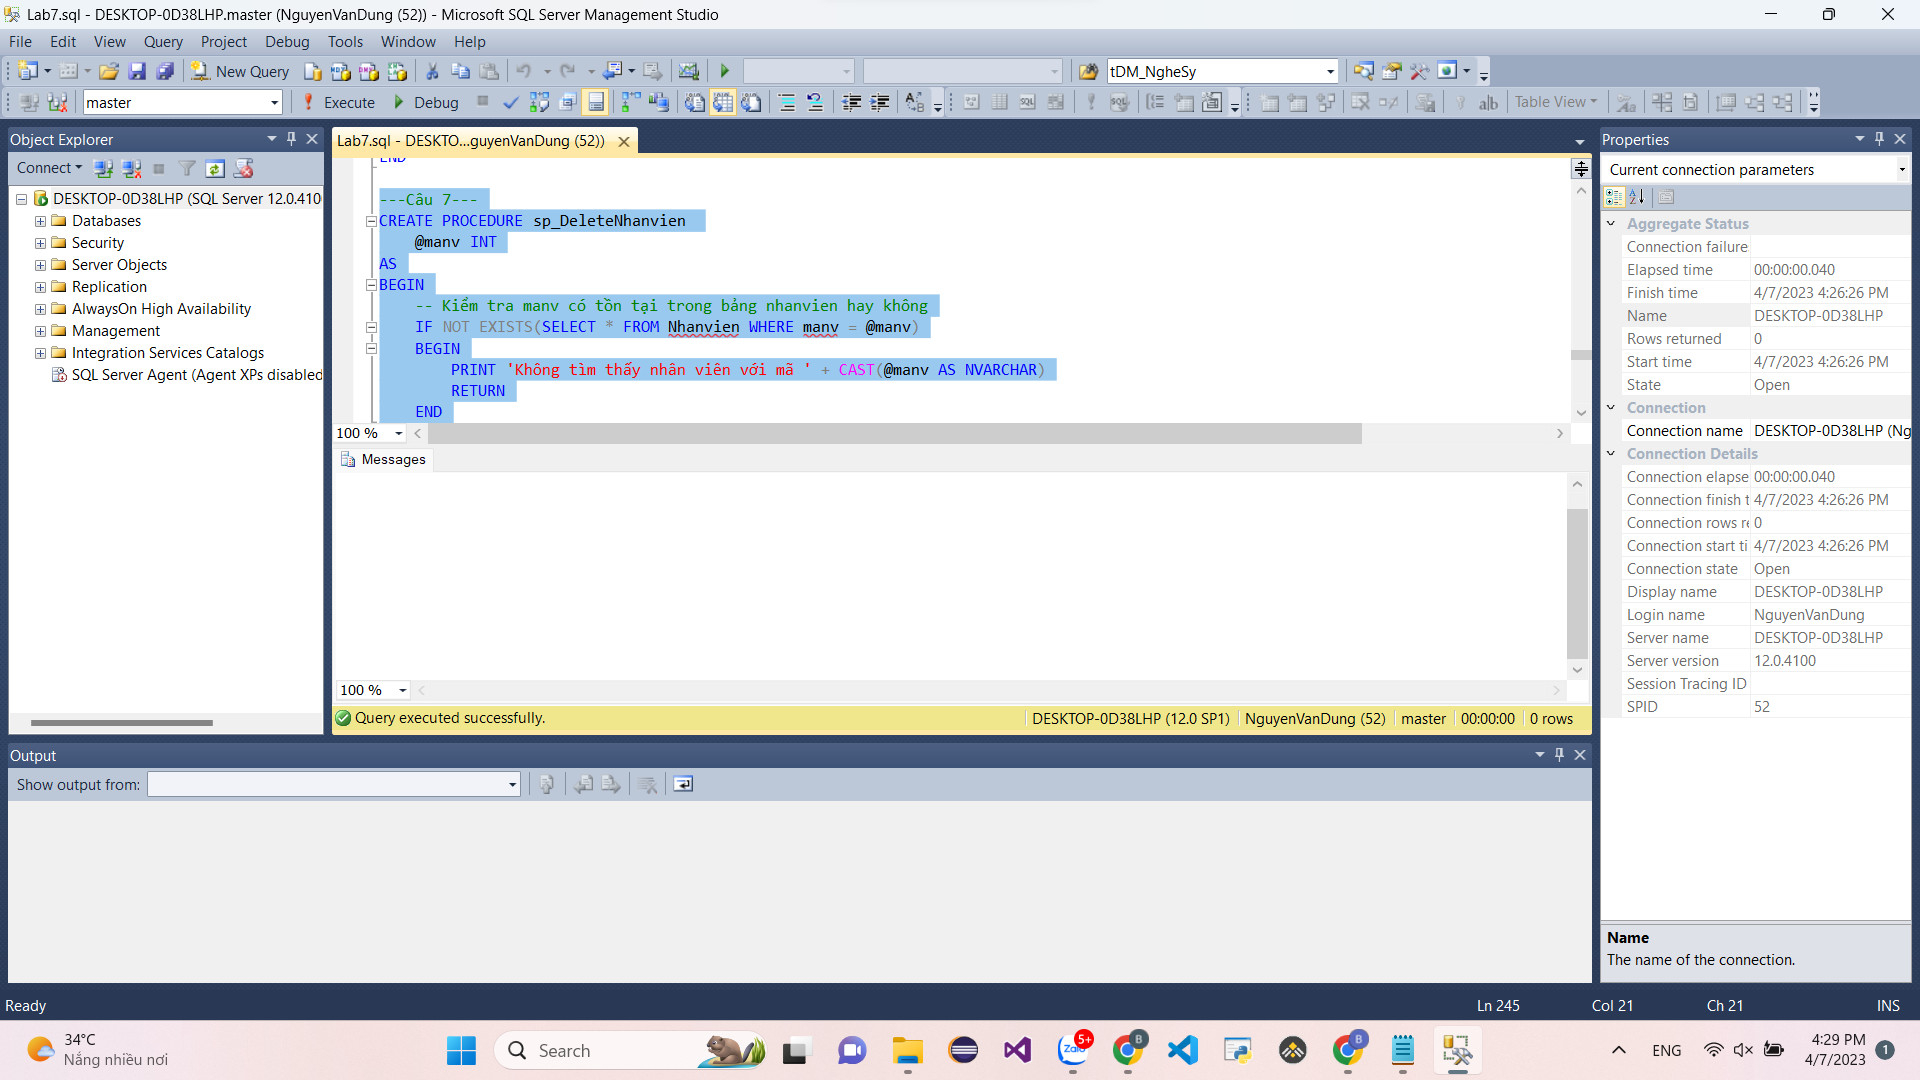 Lab7.sql - DESKTOP-0D38LHP.master (NguyenVanDung (52)) - Microsoft SQL Server Management Studio
File Edit View Query Project Debug Tools Window Help
New Query tDM_NgheSy
master Execute Debug Table View
Object Explorer
Connect
DESKTOP-0D38LHP (SQL Server 12.0.410
Databases
Security
Server Objects
Replication
AlwaysOn High Availability
Management
Integration Services Catalogs
SQL Server Agent (Agent XPs disabled
Lab7.sql - DESKTO...guyenVanDung (52))
END
---Câu 7---
CREATE PROCEDURE sp_DeleteNhanvien
@manv INT
AS
BEGIN
-- Kiểm tra manv có tồn tại trong bảng nhanvien hay không
IF NOT EXISTS(SELECT * FROM Nhanvien WHERE manv = @manv)
BEGIN
PRINT 'Không tìm thấy nhân viên với mã ' + CAST(@manv AS NVARCHAR)
RETURN
END
100 %
Messages
100 %
Query executed successfully. DESKTOP-0D38LHP (12.0 SP1) NguyenVanDung (52) master 00:00:00 0 rows
Output
Show output from:
Properties
Current connection parameters
Aggregate Status
Connection failure
Elapsed time 00:00:00.040
Finish time 4/7/2023 4:26:26 PM
Name DESKTOP-0D38LHP
Rows returned 0
Start time 4/7/2023 4:26:26 PM
State Open
Connection
Connection name DESKTOP-0D38LHP (Ng
Connection Details
Connection elapse 00:00:00.040
Connection finish t 4/7/2023 4:26:26 PM
Connection rows re 0
Connection start ti 4/7/2023 4:26:26 PM
Connection state Open
Display name DESKTOP-0D38LHP
Login name NguyenVanDung
Server name DESKTOP-0D38LHP
Server version 12.0.4100
Session Tracing ID
SPID 52
Name
The name of the connection.
Ready Ln 245 Col 21 Ch 21 INS
34°C
Nắng nhiều nơi
Search
Zalo 5+
B
B
ENG
4:29 PM
4/7/2023
1